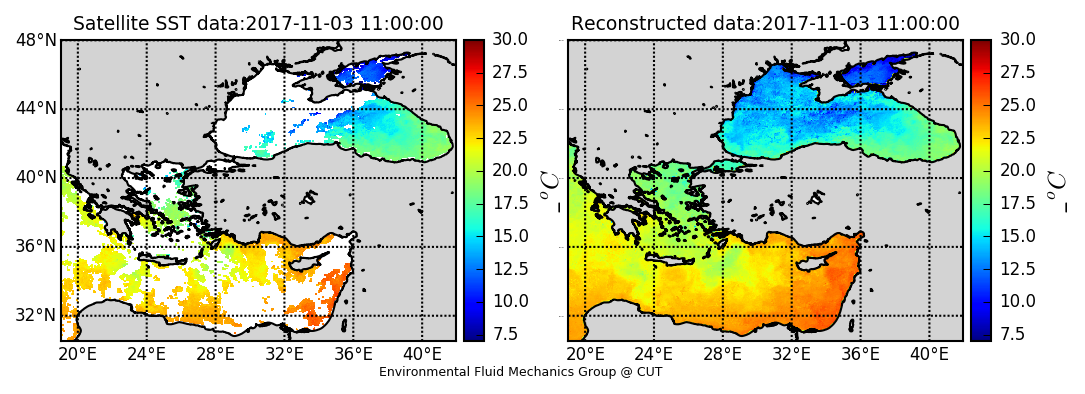 Satellite SST data:2017-11-03 11:00:00
Reconstructed data:2017-11-03 11:00:00
48°N
44°N
40°N
36°N
32°N
20°E 24°E 28°E 32°E 36°E 40°E
30.0
27.5
25.0
22.5
20.0
17.5
15.0
12.5
10.0
7.5
_ °C
20°E 24°E 28°E 32°E 36°E 40°E
30.0
27.5
25.0
22.5
20.0
17.5
15.0
12.5
10.0
7.5
_ °C
Environmental Fluid Mechanics Group @ CUT